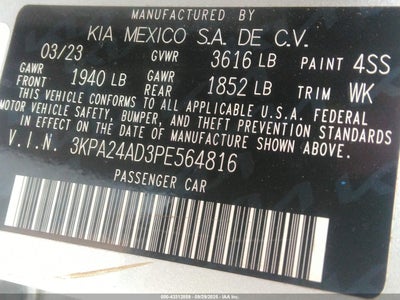 MANUFACTURED BY
KIA MEXICO S.A. DE C.V.
03/23 GVWR 3616 LB PAINT 4SS
GAWR FRONT 1940 LB GAWR REAR 1852 LB TRIM WK
THIS VEHICLE CONFORMS TO ALL APPLICABLE U.S.A. FEDERAL
MOTOR VEHICLE SAFETY, BUMPER, AND THEFT PREVENTION STANDARDS
IN EFFECT ON THE DATE OF MANUFACTURE SHOWN ABOVE.
V.I.N. 3KPA24AD3PE564816
PASSENGER CAR